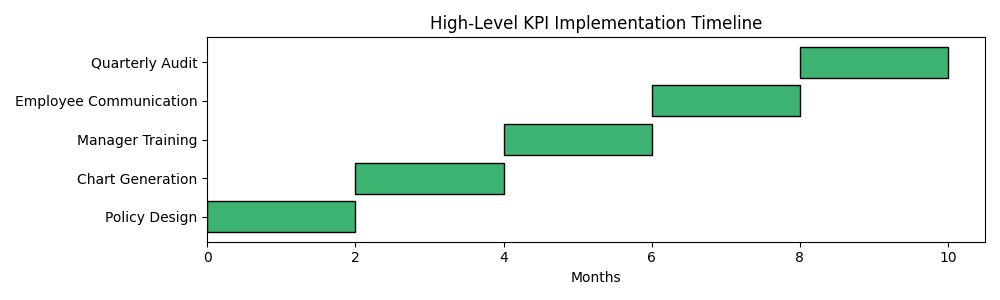 High-Level KPI Implementation Timeline
Quarterly Audit
Employee Communication
Manager Training
Chart Generation
Policy Design
0 2 4 6 8 10
Months